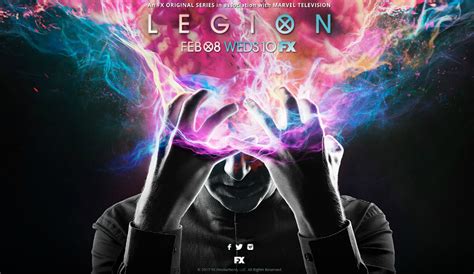 An FX ORIGINAL SERIES in association with MARVEL TELEVISION
LEGION
FEB 08 WEDS 10 FX
FX